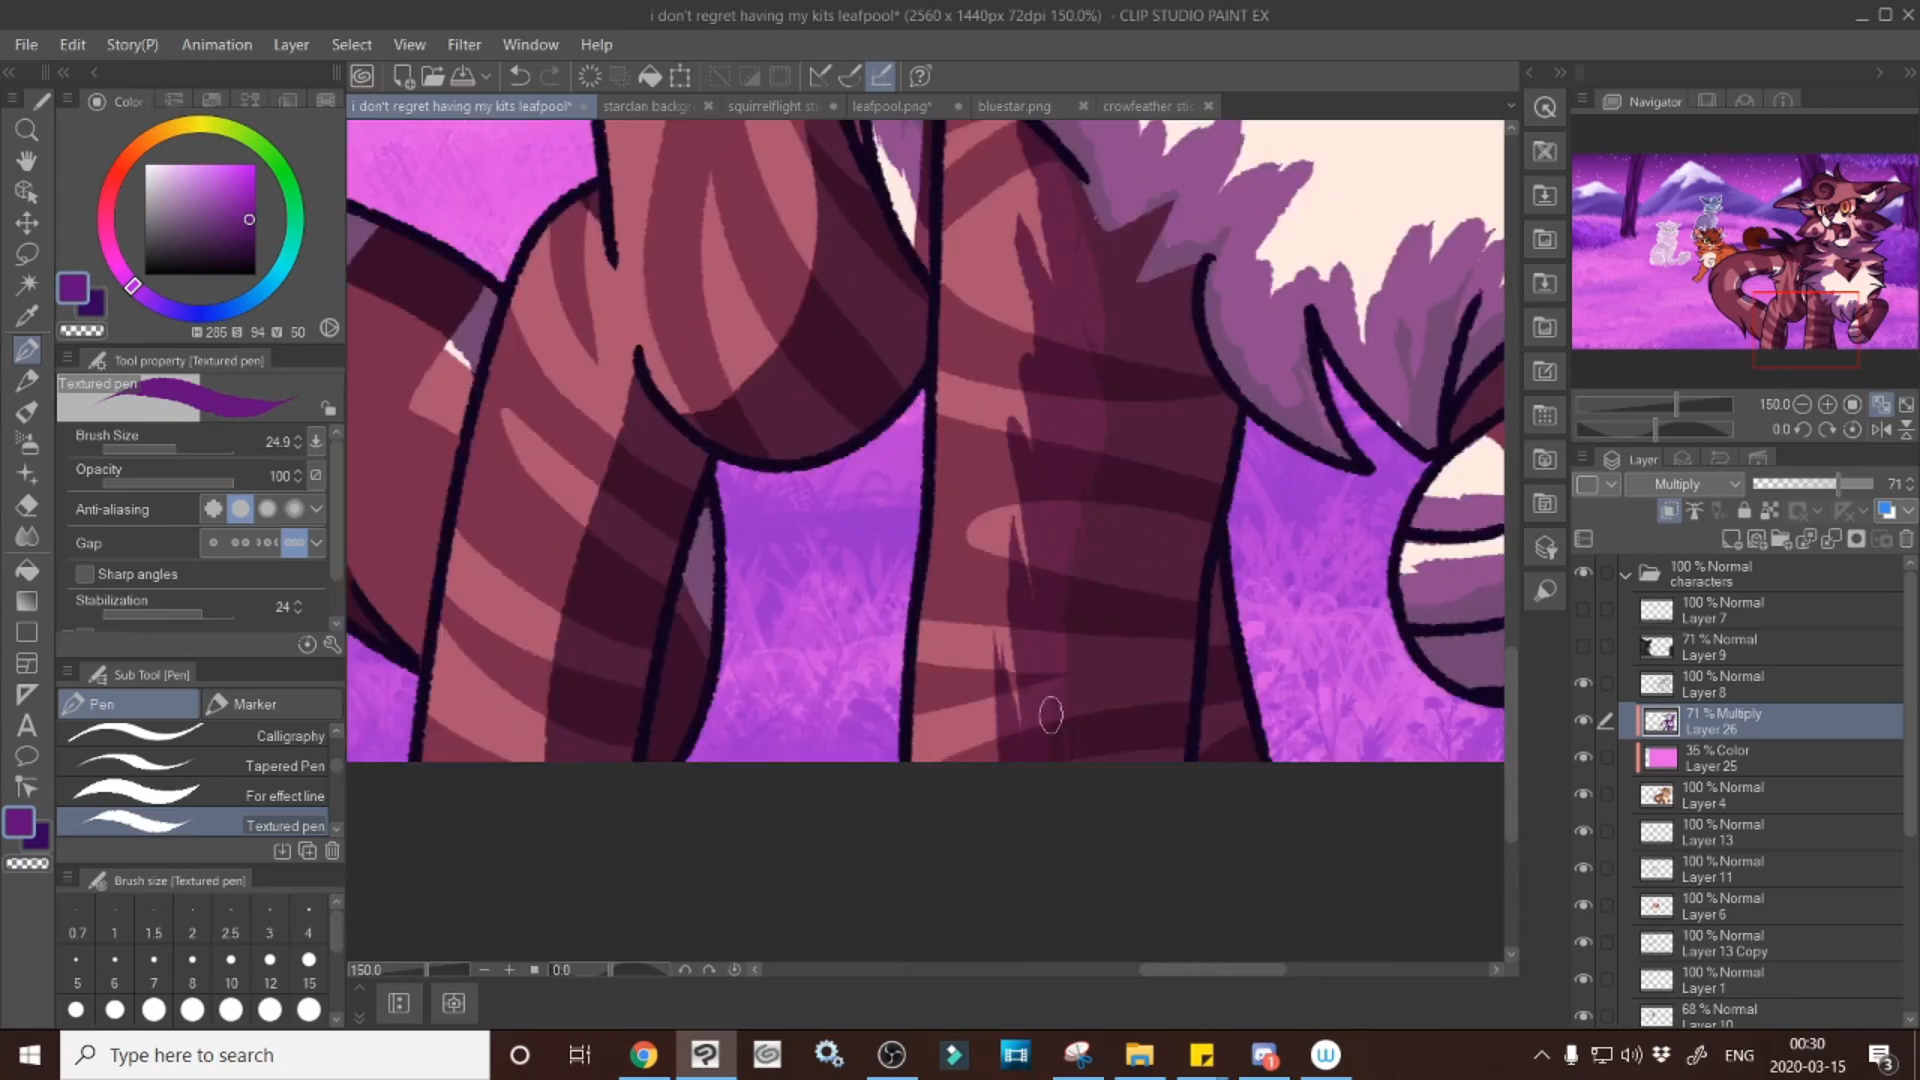 i don't regret having my kits leafpool* (2560 x 1440px 72dpi 150.0%) - CLIP STUDIO PAINT EX
File Edit Story(P) Animation Layer Select View Filter Window Help
i don't regret having my kits leafpool* starclan backgr squirrelflight sti leafpool.png* bluestar.png crowfeather stic
Color
H 285 S 94 V 50
Tool property [Textured pen]
Textured pen
Brush Size 24.9
Opacity 100
Anti-aliasing
Gap
Sharp angles
Stabilization 24
Sub Tool [Pen]
Pen Marker
Calligraphy
Tapered Pen
For effect line
Textured pen
Brush size [Textured pen]
0.7 1 1.5 2 2.5 3 4
5 6 7 8 10 12 15
150.0 0.0
Navigator
150.0
0.0
Layer
Multiply 71
100 % Normal
characters
100 % Normal
Layer 7
71 % Normal
Layer 9
100 % Normal
Layer 8
71 % Multiply
Layer 26
35 % Color
Layer 25
100 % Normal
Layer 4
100 % Normal
Layer 13
100 % Normal
Layer 11
100 % Normal
Layer 6
100 % Normal
Layer 13 Copy
100 % Normal
Layer 1
68 % Normal
Layer 10
Type here to search
ENG
00:30
2020-03-15
3
1